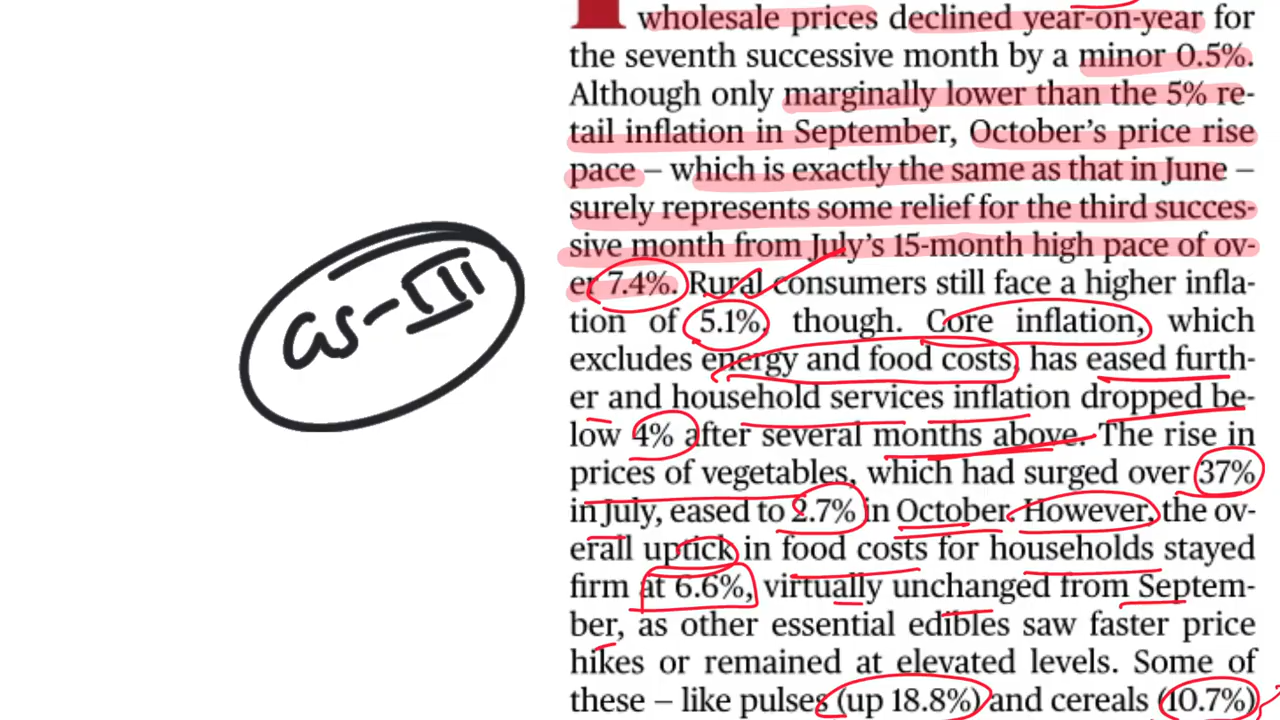 wholesale prices declined year-on-year for
the seventh successive month by a minor 0.5%.
Although only marginally lower than the 5% re-
tail inflation in September, October’s price rise
pace – which is exactly the same as that in June –
surely represents some relief for the third succes-
sive month from July’s 15-month high pace of ov-
er 7.4%. Rural consumers still face a higher infla-
tion of 5.1%, though. Core inflation, which
excludes energy and food costs, has eased furth-
er and household services inflation dropped be-
low 4% after several months above. The rise in
prices of vegetables, which had surged over 37%
in July, eased to 2.7% in October. However, the ov-
erall uptick in food costs for households stayed
firm at 6.6%, virtually unchanged from Septem-
ber, as other essential edibles saw faster price
hikes or remained at elevated levels. Some of
these – like pulses (up 18.8%) and cereals (10.7%)
GS-III